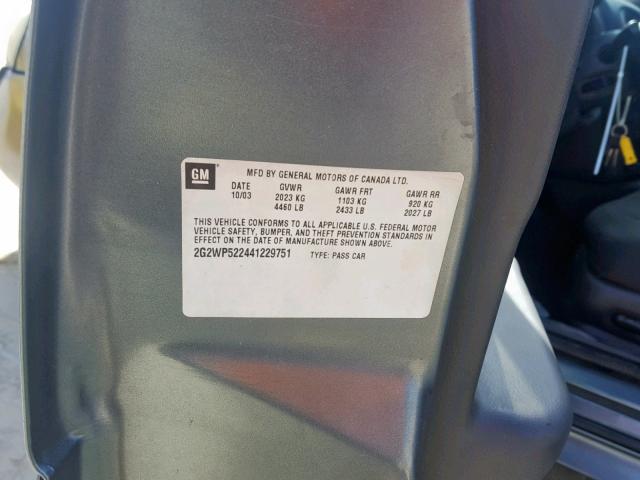 GM
MFD BY GENERAL MOTORS OF CANADA LTD.
DATE GVWR GAWR FRT GAWR RR
10/03 2023 KG 1103 KG 920 KG
4460 LB 2433 LB 2027 LB
THIS VEHICLE CONFORMS TO ALL APPLICABLE U.S. FEDERAL MOTOR
VEHICLE SAFETY, BUMPER, AND THEFT PREVENTION STANDARDS IN
EFFECT ON THE DATE OF MANUFACTURE SHOWN ABOVE.
2G2WP522441229751 TYPE: PASS CAR